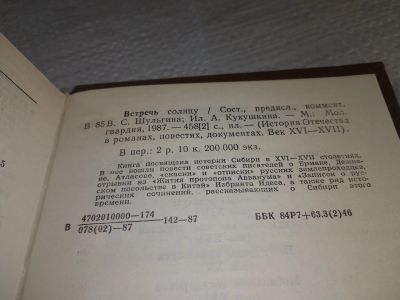 Встречь солнцу / Сост., предисл., коммент.
В 85 В. С. Шульгина; Ил. А. Кукушкина. — М.: Мол.
гвардия, 1987. — 458[2] с., ил. — (История Отечества
в романах, повестях, документах. Век XVI—XVII).
В пер.: 2 р. 10 к. 200 000 экз.
Книга посвящена истории Сибири в XVI—XVII столетиях.
В нее вошли повести советских писателей о Ермаке, Дежне-
ве, Атласове, «скаски» и «отписки» русских землепроходцев,
отрывки из «Жития протопопа Аввакума» и «Записок о рус-
ском посольстве в Китай» Избранта Идеса, а также ряд исто-
рических сочинений, рассказывающих о Сибири этого
времени.
В 4702010000—174
078(02)—87 142—87
ББК 84Р7+63.3(2)46